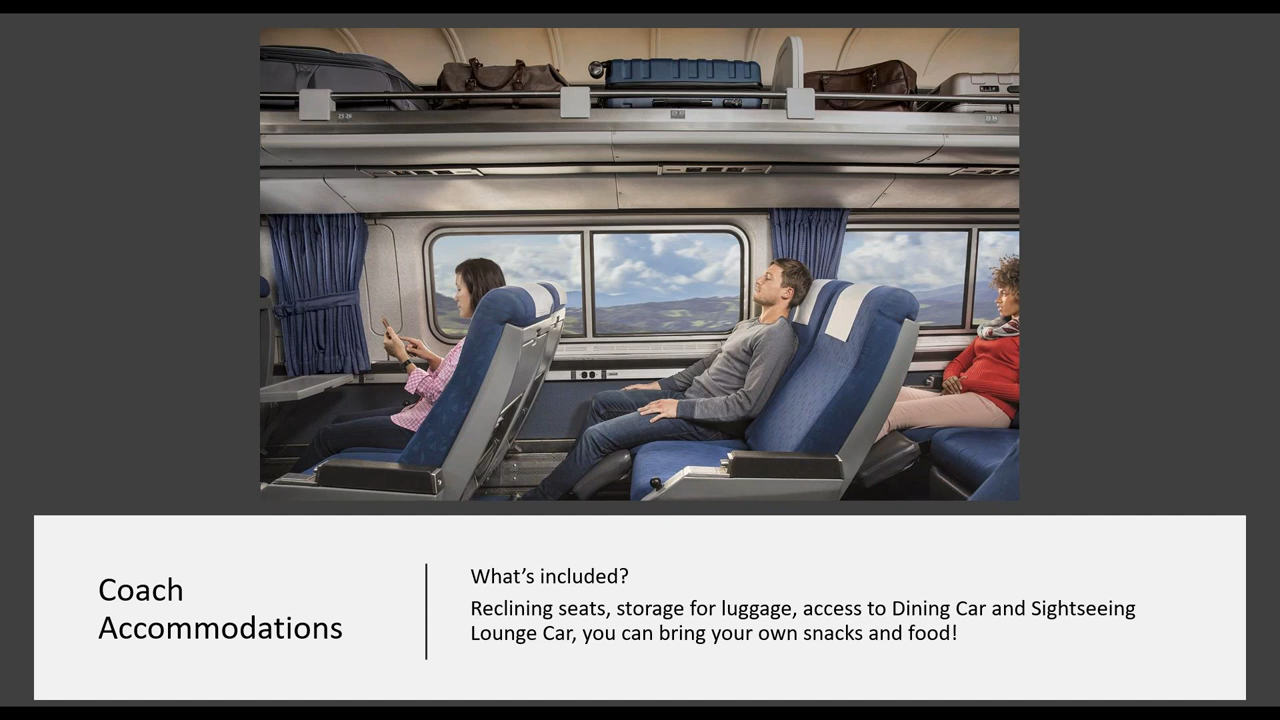 Coach
Accommodations
What's included?
Reclining seats, storage for luggage, access to Dining Car and Sightseeing
Lounge Car, you can bring your own snacks and food!